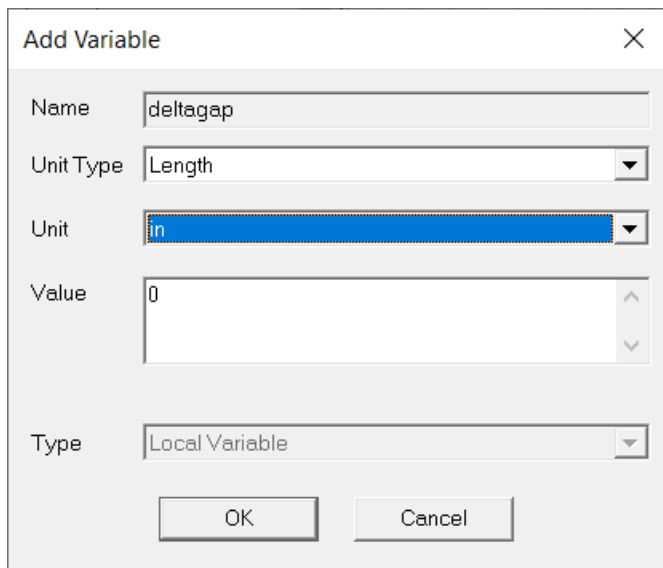 Add Variable
Name deltagap
Unit Type Length
Unit in
Value 0
Type Local Variable
OK Cancel